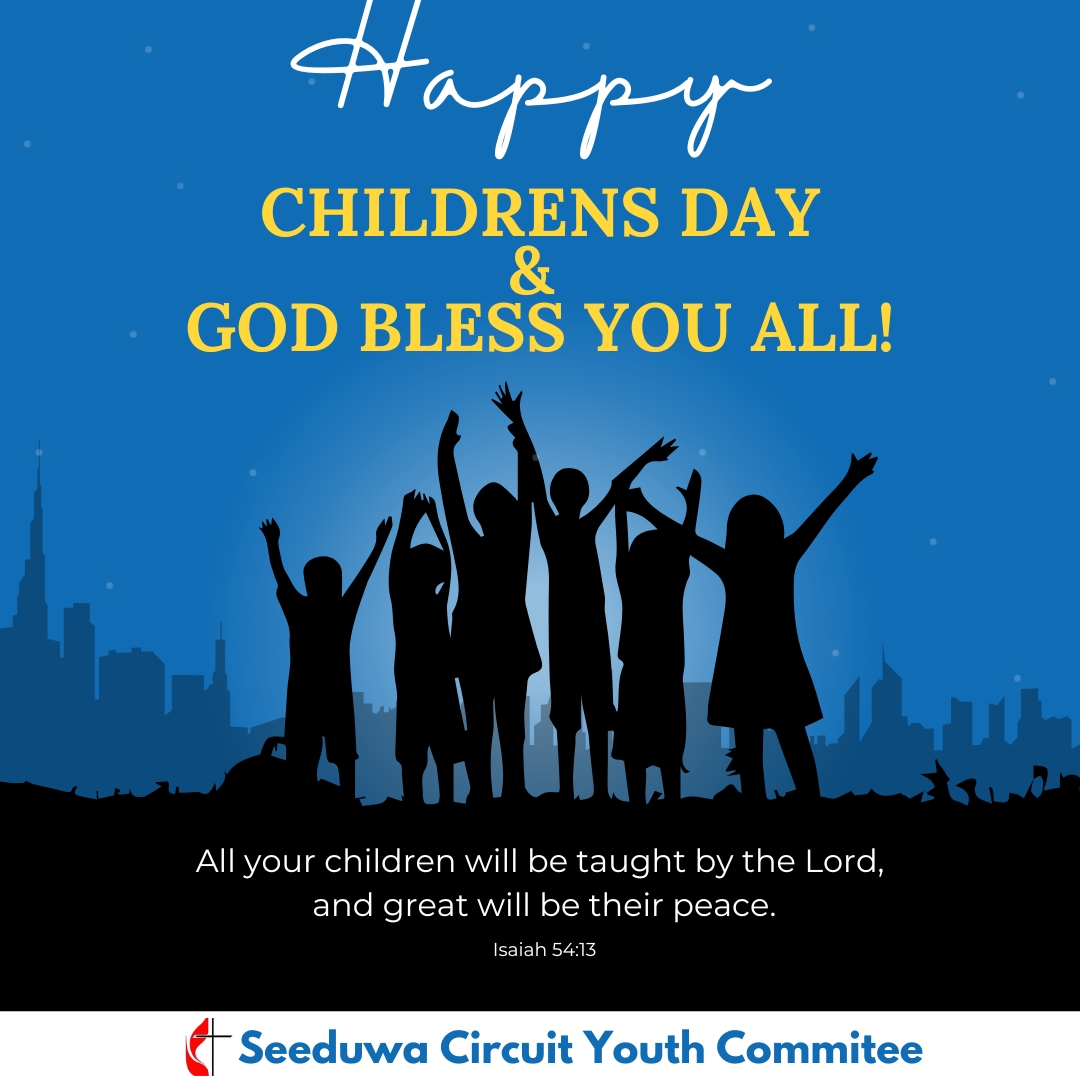 Happy
CHILDRENS DAY
&
GOD BLESS YOU ALL!
All your children will be taught by the Lord,
and great will be their peace.
Isaiah 54:13
Seeduwa Circuit Youth Commitee